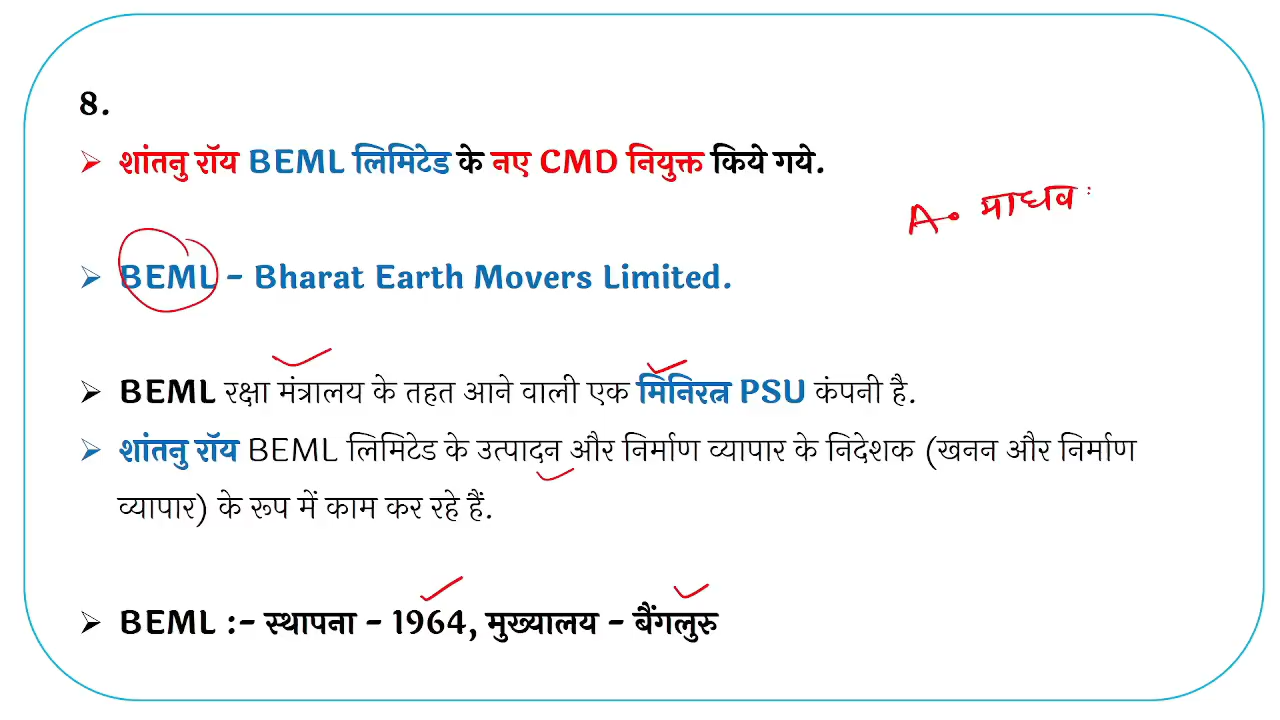 8.
➢ शांतनु रॉय BEML लिमिटेड के नए CMD नियुक्त किये गये.
A. माधव
➢ BEML – Bharat Earth Movers Limited.
➢ BEML रक्षा मंत्रालय के तहत आने वाली एक मिनिरत्न PSU कंपनी है.
➢ शांतनु रॉय BEML लिमिटेड के उत्पादन और निर्माण व्यापार के निदेशक (खनन और निर्माण
व्यापार) के रूप में काम कर रहे हैं.
➢ BEML :- स्थापना – 1964, मुख्यालय – बैंगलुरु